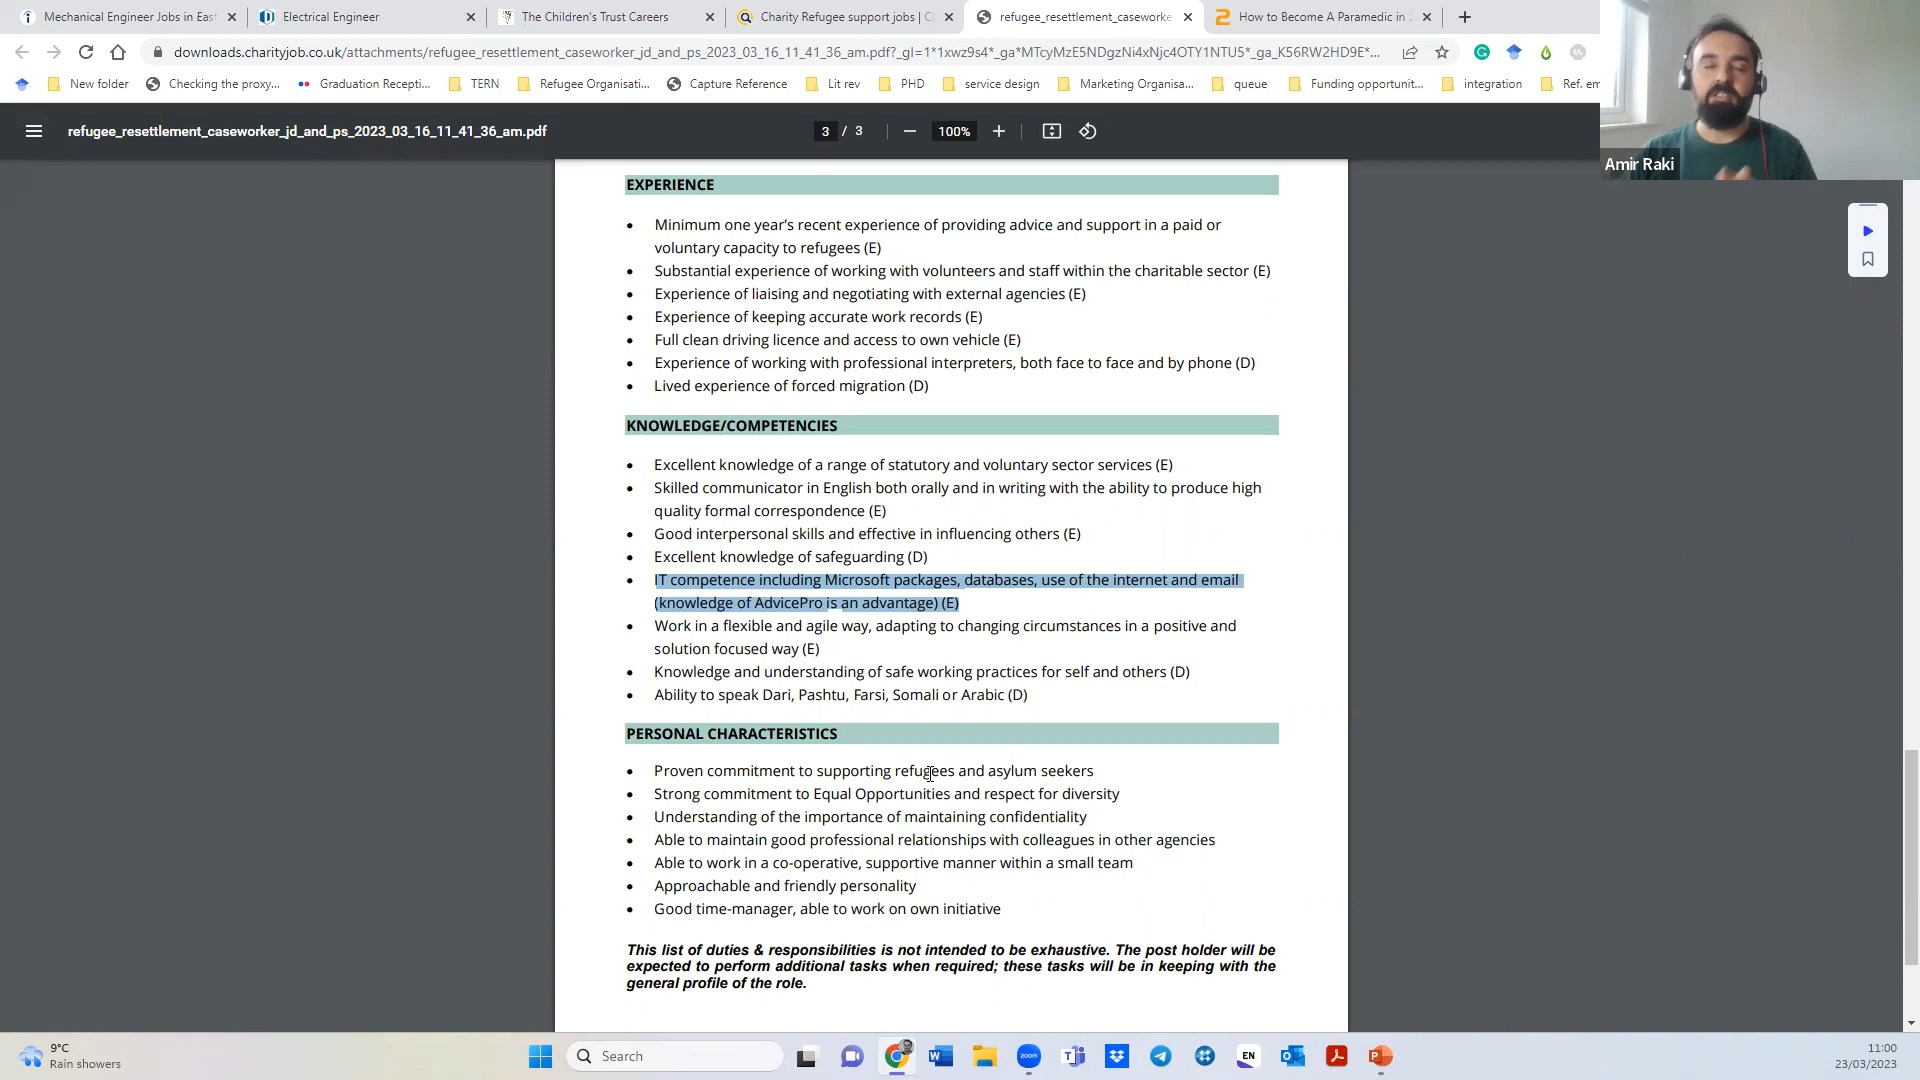 Mechanical Engineer Jobs in East
Electrical Engineer
The Children's Trust Careers
Charity Refugee support jobs | C
refugee_resettlement_caseworke
How to Become A Paramedic in 2
downloads.charityjob.co.uk/attachments/refugee_resettlement_caseworker_jd_and_ps_2023_03_16_11_41_36_am.pdf?_gl=1*1xwz9s4*_ga*MTcyMzE5NDgzNi4xNjc4OTY1NTU5*_ga_K56RW2HD9E*...
New folder
Checking the proxy...
Graduation Recepti...
TERN
Refugee Organisati...
Capture Reference
Lit rev
PHD
service design
Marketing Organisa...
queue
Funding opportunit...
integration
Ref. em
refugee_resettlement_caseworker_jd_and_ps_2023_03_16_11_41_36_am.pdf
3 / 3
100%
Amir Raki
EXPERIENCE
• Minimum one year's recent experience of providing advice and support in a paid or
voluntary capacity to refugees (E)
• Substantial experience of working with volunteers and staff within the charitable sector (E)
• Experience of liaising and negotiating with external agencies (E)
• Experience of keeping accurate work records (E)
• Full clean driving licence and access to own vehicle (E)
• Experience of working with professional interpreters, both face to face and by phone (D)
• Lived experience of forced migration (D)
KNOWLEDGE/COMPETENCIES
• Excellent knowledge of a range of statutory and voluntary sector services (E)
• Skilled communicator in English both orally and in writing with the ability to produce high
quality formal correspondence (E)
• Good interpersonal skills and effective in influencing others (E)
• Excellent knowledge of safeguarding (D)
• IT competence including Microsoft packages, databases, use of the internet and email
(knowledge of AdvicePro is an advantage) (E)
• Work in a flexible and agile way, adapting to changing circumstances in a positive and
solution focused way (E)
• Knowledge and understanding of safe working practices for self and others (D)
• Ability to speak Dari, Pashtu, Farsi, Somali or Arabic (D)
PERSONAL CHARACTERISTICS
• Proven commitment to supporting refugees and asylum seekers
• Strong commitment to Equal Opportunities and respect for diversity
• Understanding of the importance of maintaining confidentiality
• Able to maintain good professional relationships with colleagues in other agencies
• Able to work in a co-operative, supportive manner within a small team
• Approachable and friendly personality
• Good time-manager, able to work on own initiative
This list of duties & responsibilities is not intended to be exhaustive. The post holder will be
expected to perform additional tasks when required; these tasks will be in keeping with the
general profile of the role.
9°C
Rain showers
Search
zoom
EN
11:00
23/03/2023